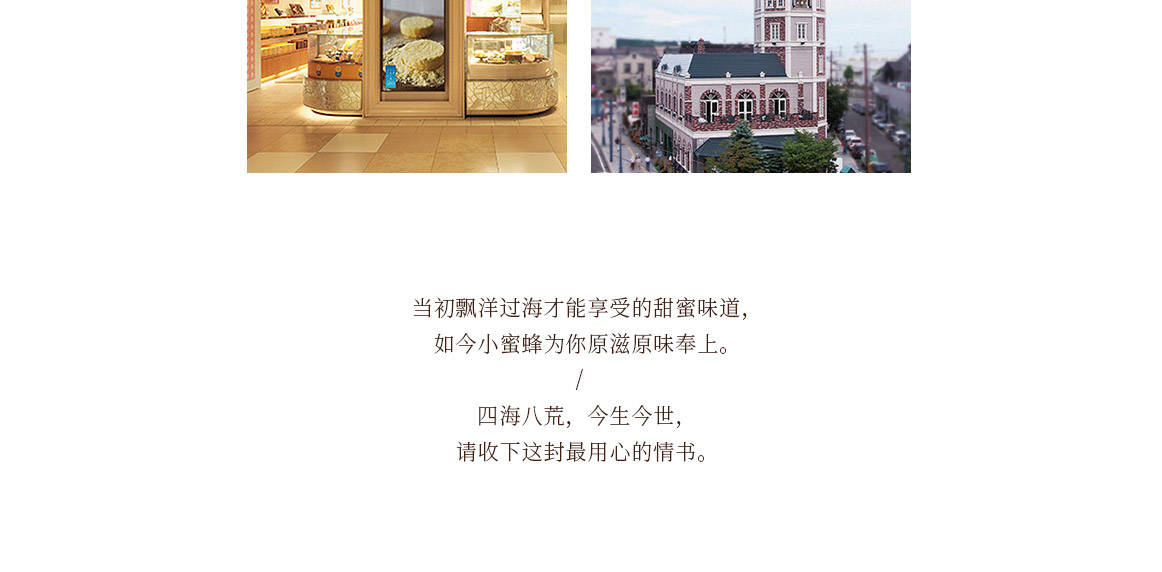 当初飘洋过海才能享受的甜蜜味道，
如今小蜜蜂为你原滋原味奉上。
/
四海八荒，今生今世，
请收下这封最用心的情书。